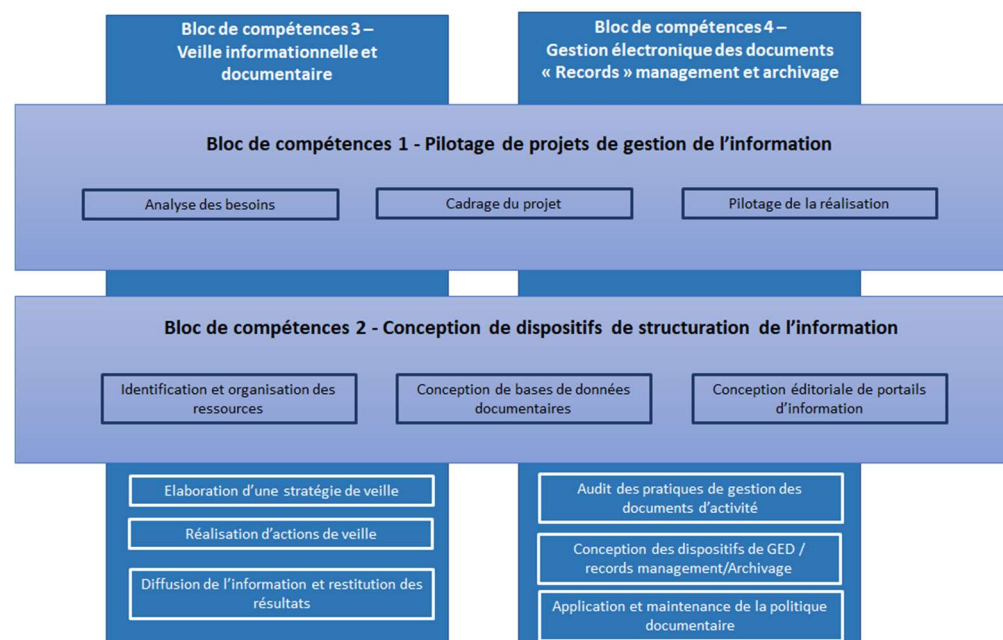 Bloc de compétences 3 –
Veille informationnelle et
documentaire
Bloc de compétences 4 –
Gestion électronique des documents
« Records » management et archivage
Bloc de compétences 1 - Pilotage de projets de gestion de l'information
Analyse des besoins
Cadrage du projet
Pilotage de la réalisation
Bloc de compétences 2 - Conception de dispositifs de structuration de l'information
Identification et organisation des
ressources
Conception de bases de données
documentaires
Conception éditoriale de portails
d'information
Elaboration d'une stratégie de veille
Réalisation d'actions de veille
Diffusion de l'information et restitution des
résultats
Audit des pratiques de gestion des
documents d'activité
Conception des dispositifs de GED /
records management/Archivage
Application et maintenance de la politique
documentaire